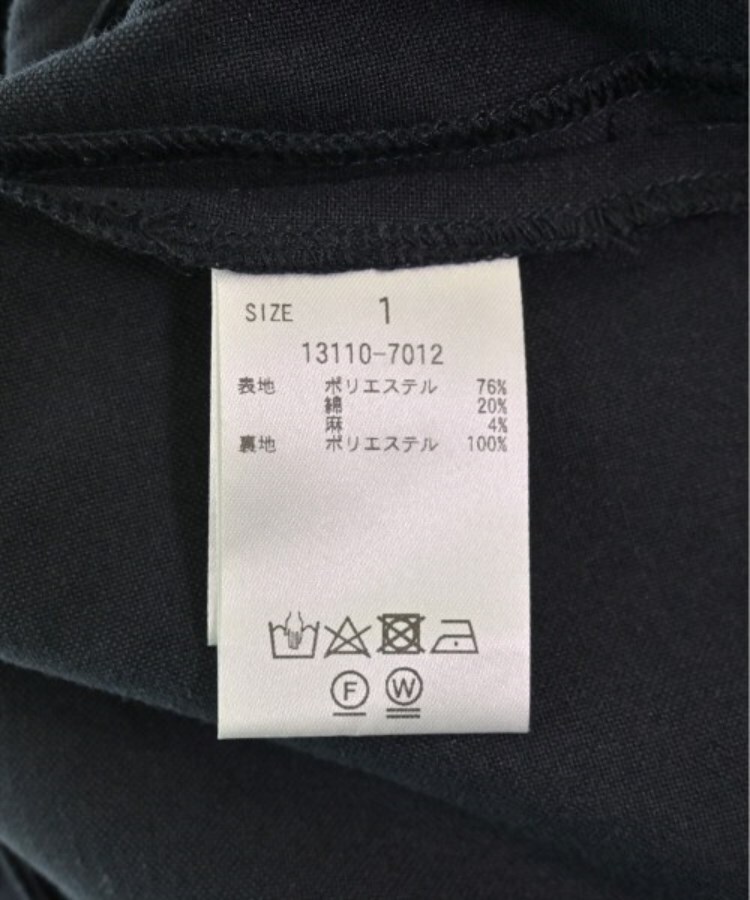 SIZE 1
13110-7012
表地 ポリエステル 76%
綿 20%
麻 4%
裏地 ポリエステル 100%
F W